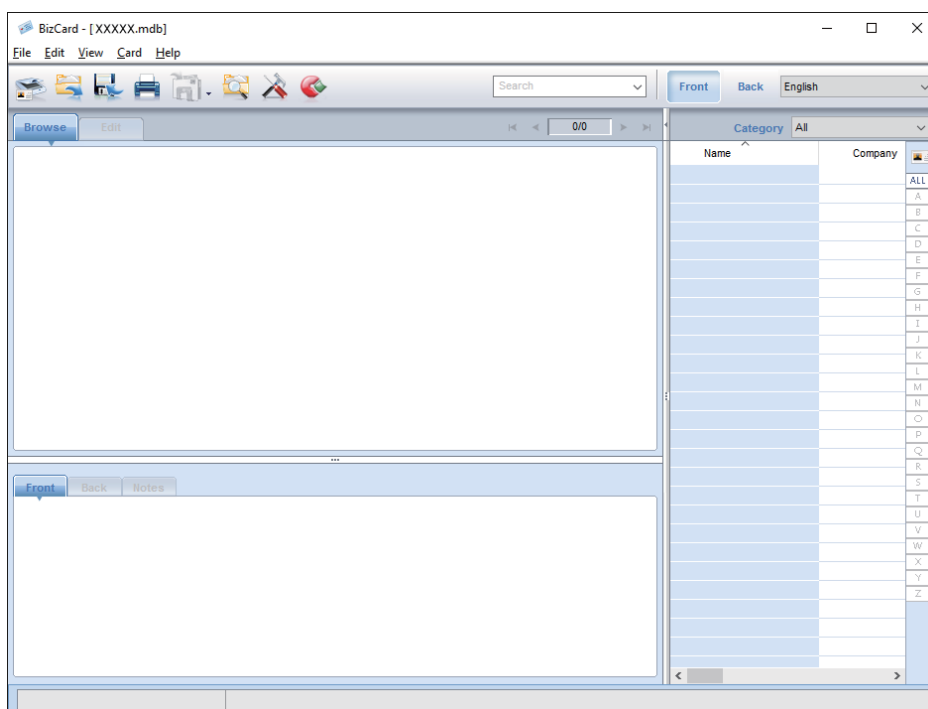 BizCard - [ XXXXX.mdb]
File Edit View Card Help
Search
Front Back English
Browse Edit 0/0 Category All
Name Company
ALL
A
B
C
D
E
F
G
H
I
J
K
L
M
N
O
P
Q
R
S
T
U
V
W
X
Y
Z
Front Back Notes